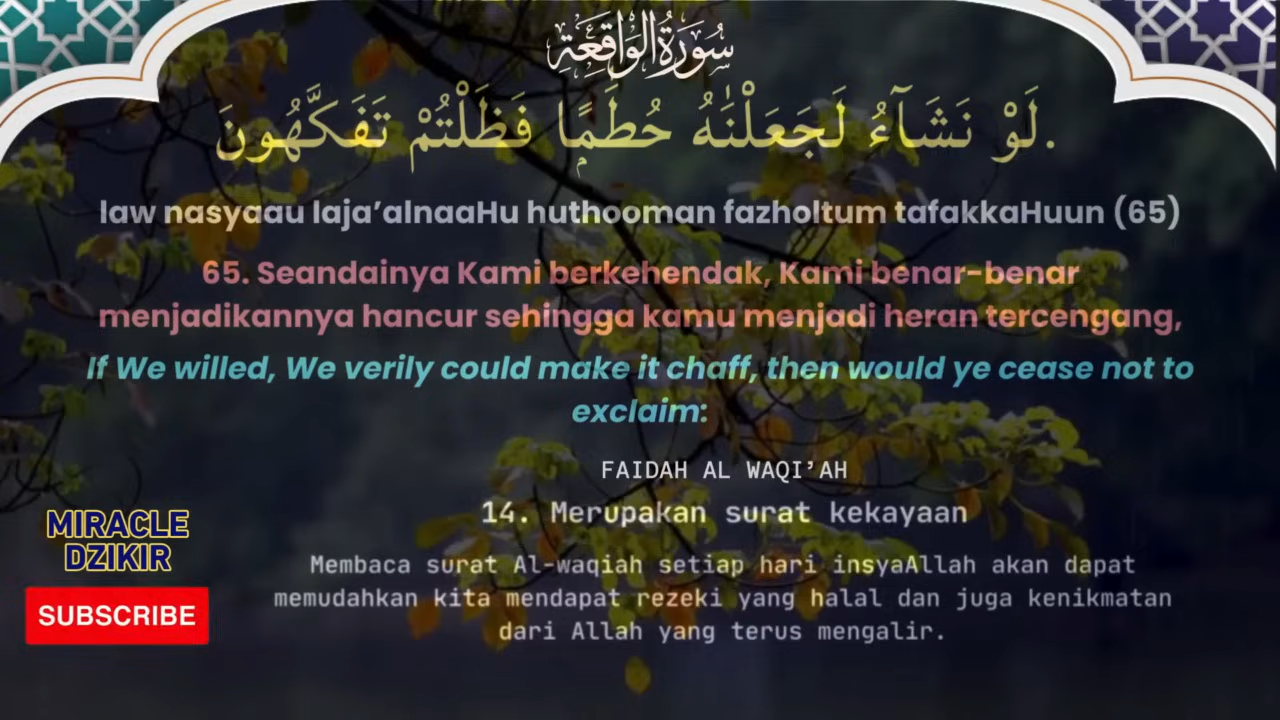 سُورَةُ الْوَاقِعَةِ
لَوْ نَشَآءُ لَجَعَلْنٰهُ حُطَامًا فَظَلْتُمْ تَفَكَّهُونَ.
law nasyaau laja’alnaaHu huthooman fazholtum tafakkaHuun (65)
65. Seandainya Kami berkehendak, Kami benar-benar
menjadikannya hancur sehingga kamu menjadi heran tercengang,
If We willed, We verily could make it chaff, then would ye cease not to
exclaim:
FAIDAH AL WAQI’AH
14. Merupakan surat kekayaan
Membaca surat Al-waqiah setiap hari insyaAllah akan dapat
memudahkan kita mendapat rezeki yang halal dan juga kenikmatan
dari Allah yang terus mengalir.
MIRACLE
DZIKIR
SUBSCRIBE